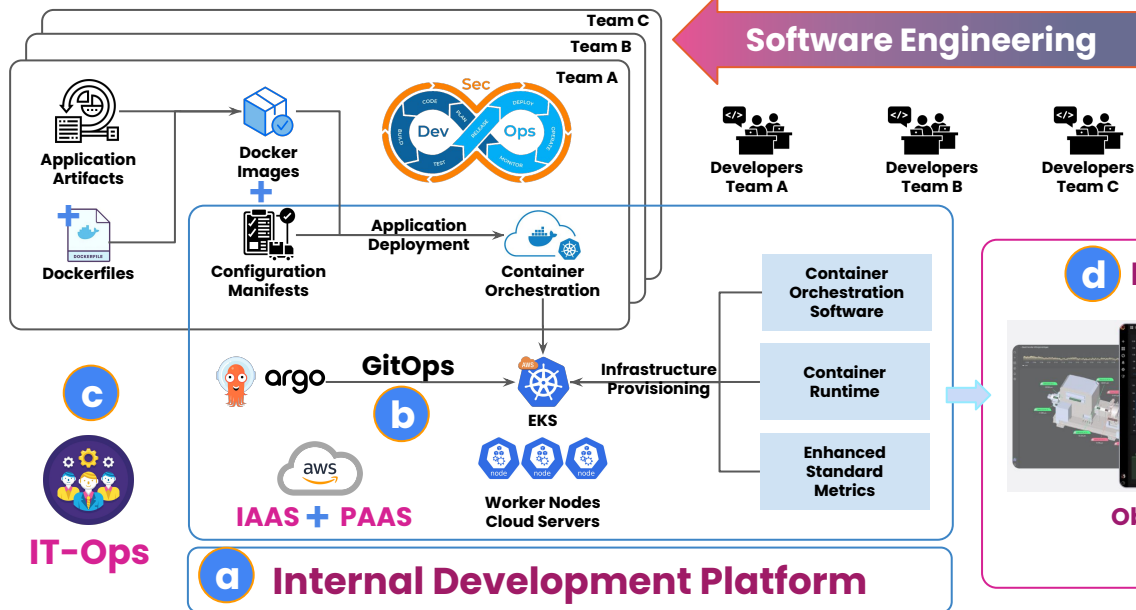 Team C
Team B
Team A
Software Engineering
Application
Artifacts
Docker
Images
+
Sec
CODE
PLAN
BUILD
TEST
Dev
RELEASE
DEPLOY
OPERATE
MONITOR
Ops
</>
Developers
Team A
</>
Developers
Team B
</>
Developers
Team C
+
DOCKERFILE
Dockerfiles
Configuration
Manifests
Application
Deployment
Container
Orchestration
Container
Orchestration
Software
Container
Runtime
Enhanced
Standard
Metrics
Infrastructure
Provisioning
argo
GitOps
b
AWS
EKS
node
node
node
Worker Nodes
Cloud Servers
aws
IAAS + PAAS
c
IT-Ops
a
Internal Development Platform
d